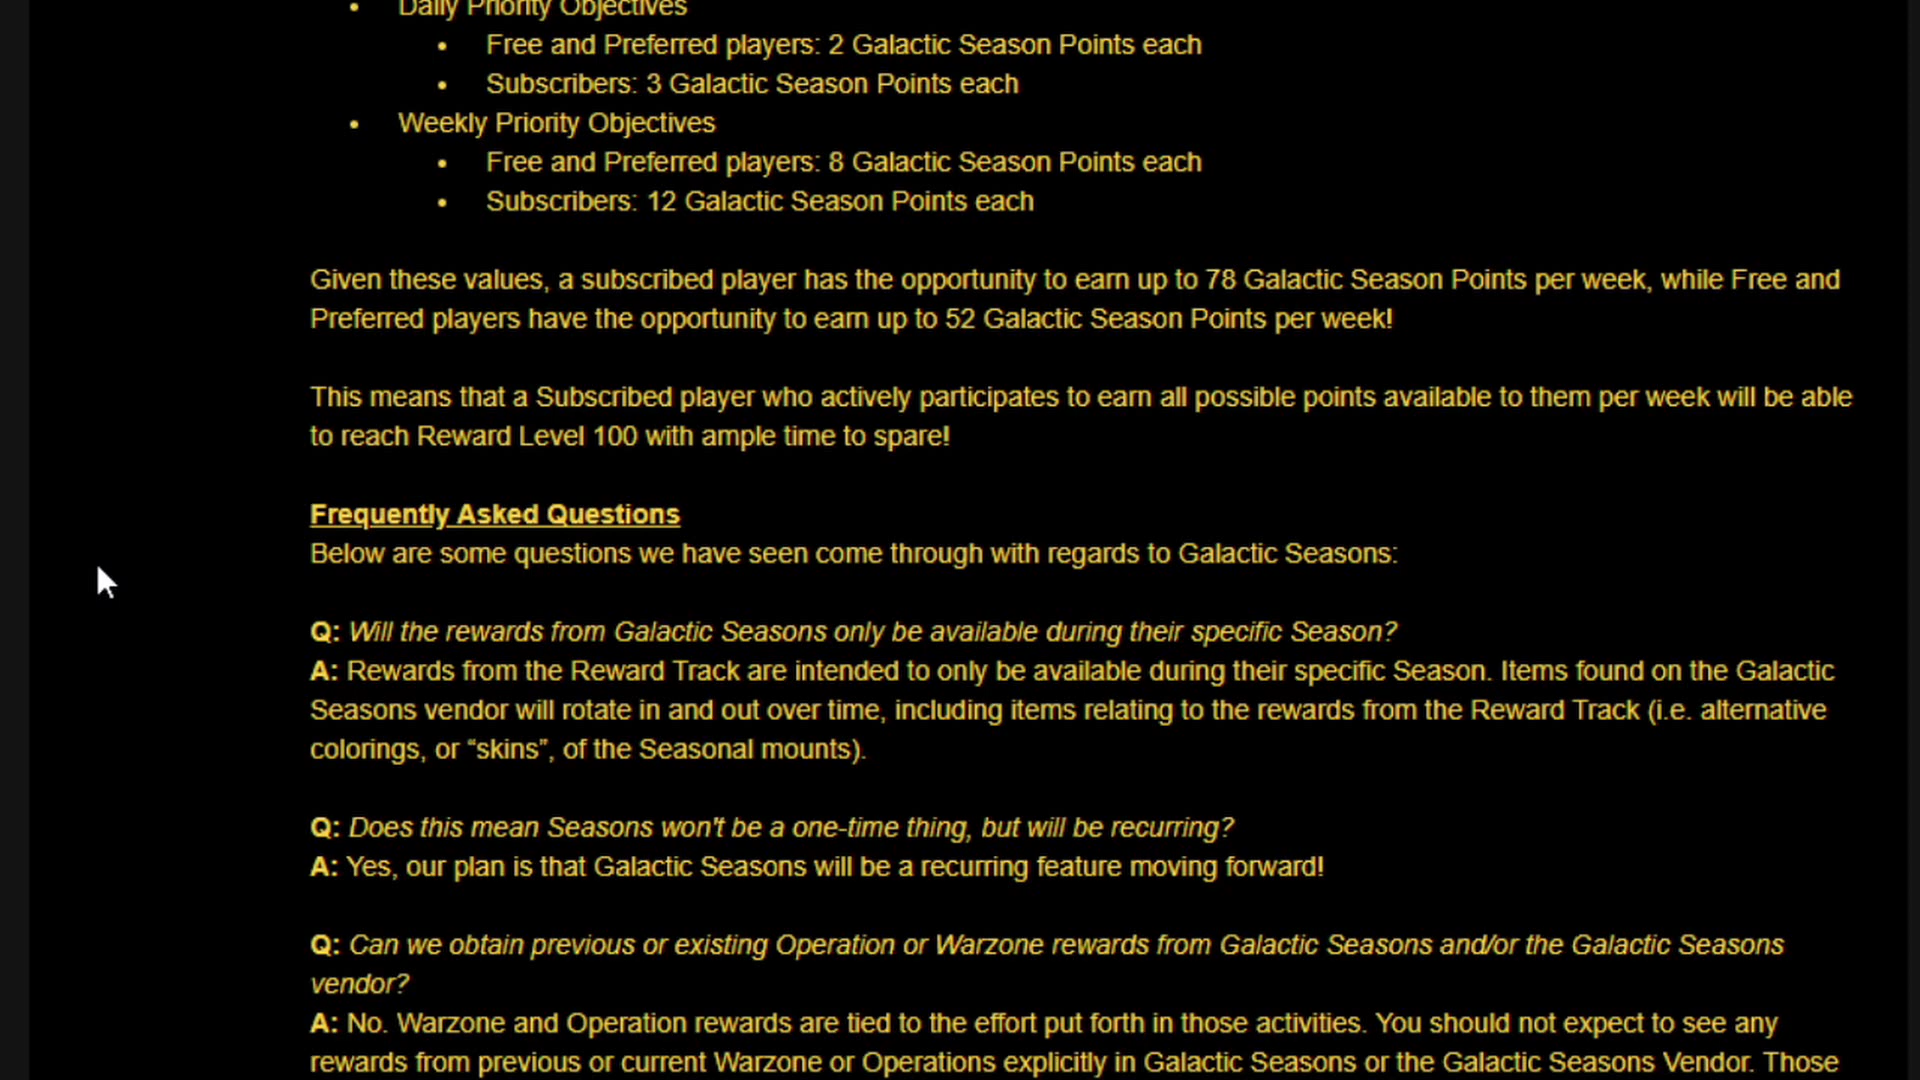 • Daily Priority Objectives
• Free and Preferred players: 2 Galactic Season Points each
• Subscribers: 3 Galactic Season Points each
• Weekly Priority Objectives
• Free and Preferred players: 8 Galactic Season Points each
• Subscribers: 12 Galactic Season Points each
Given these values, a subscribed player has the opportunity to earn up to 78 Galactic Season Points per week, while Free and
Preferred players have the opportunity to earn up to 52 Galactic Season Points per week!
This means that a Subscribed player who actively participates to earn all possible points available to them per week will be able
to reach Reward Level 100 with ample time to spare!
Frequently Asked Questions
Below are some questions we have seen come through with regards to Galactic Seasons:
Q: Will the rewards from Galactic Seasons only be available during their specific Season?
A: Rewards from the Reward Track are intended to only be available during their specific Season. Items found on the Galactic
Seasons vendor will rotate in and out over time, including items relating to the rewards from the Reward Track (i.e. alternative
colorings, or “skins”, of the Seasonal mounts).
Q: Does this mean Seasons won't be a one-time thing, but will be recurring?
A: Yes, our plan is that Galactic Seasons will be a recurring feature moving forward!
Q: Can we obtain previous or existing Operation or Warzone rewards from Galactic Seasons and/or the Galactic Seasons
vendor?
A: No. Warzone and Operation rewards are tied to the effort put forth in those activities. You should not expect to see any
rewards from previous or current Warzone or Operations explicitly in Galactic Seasons or the Galactic Seasons Vendor. Those